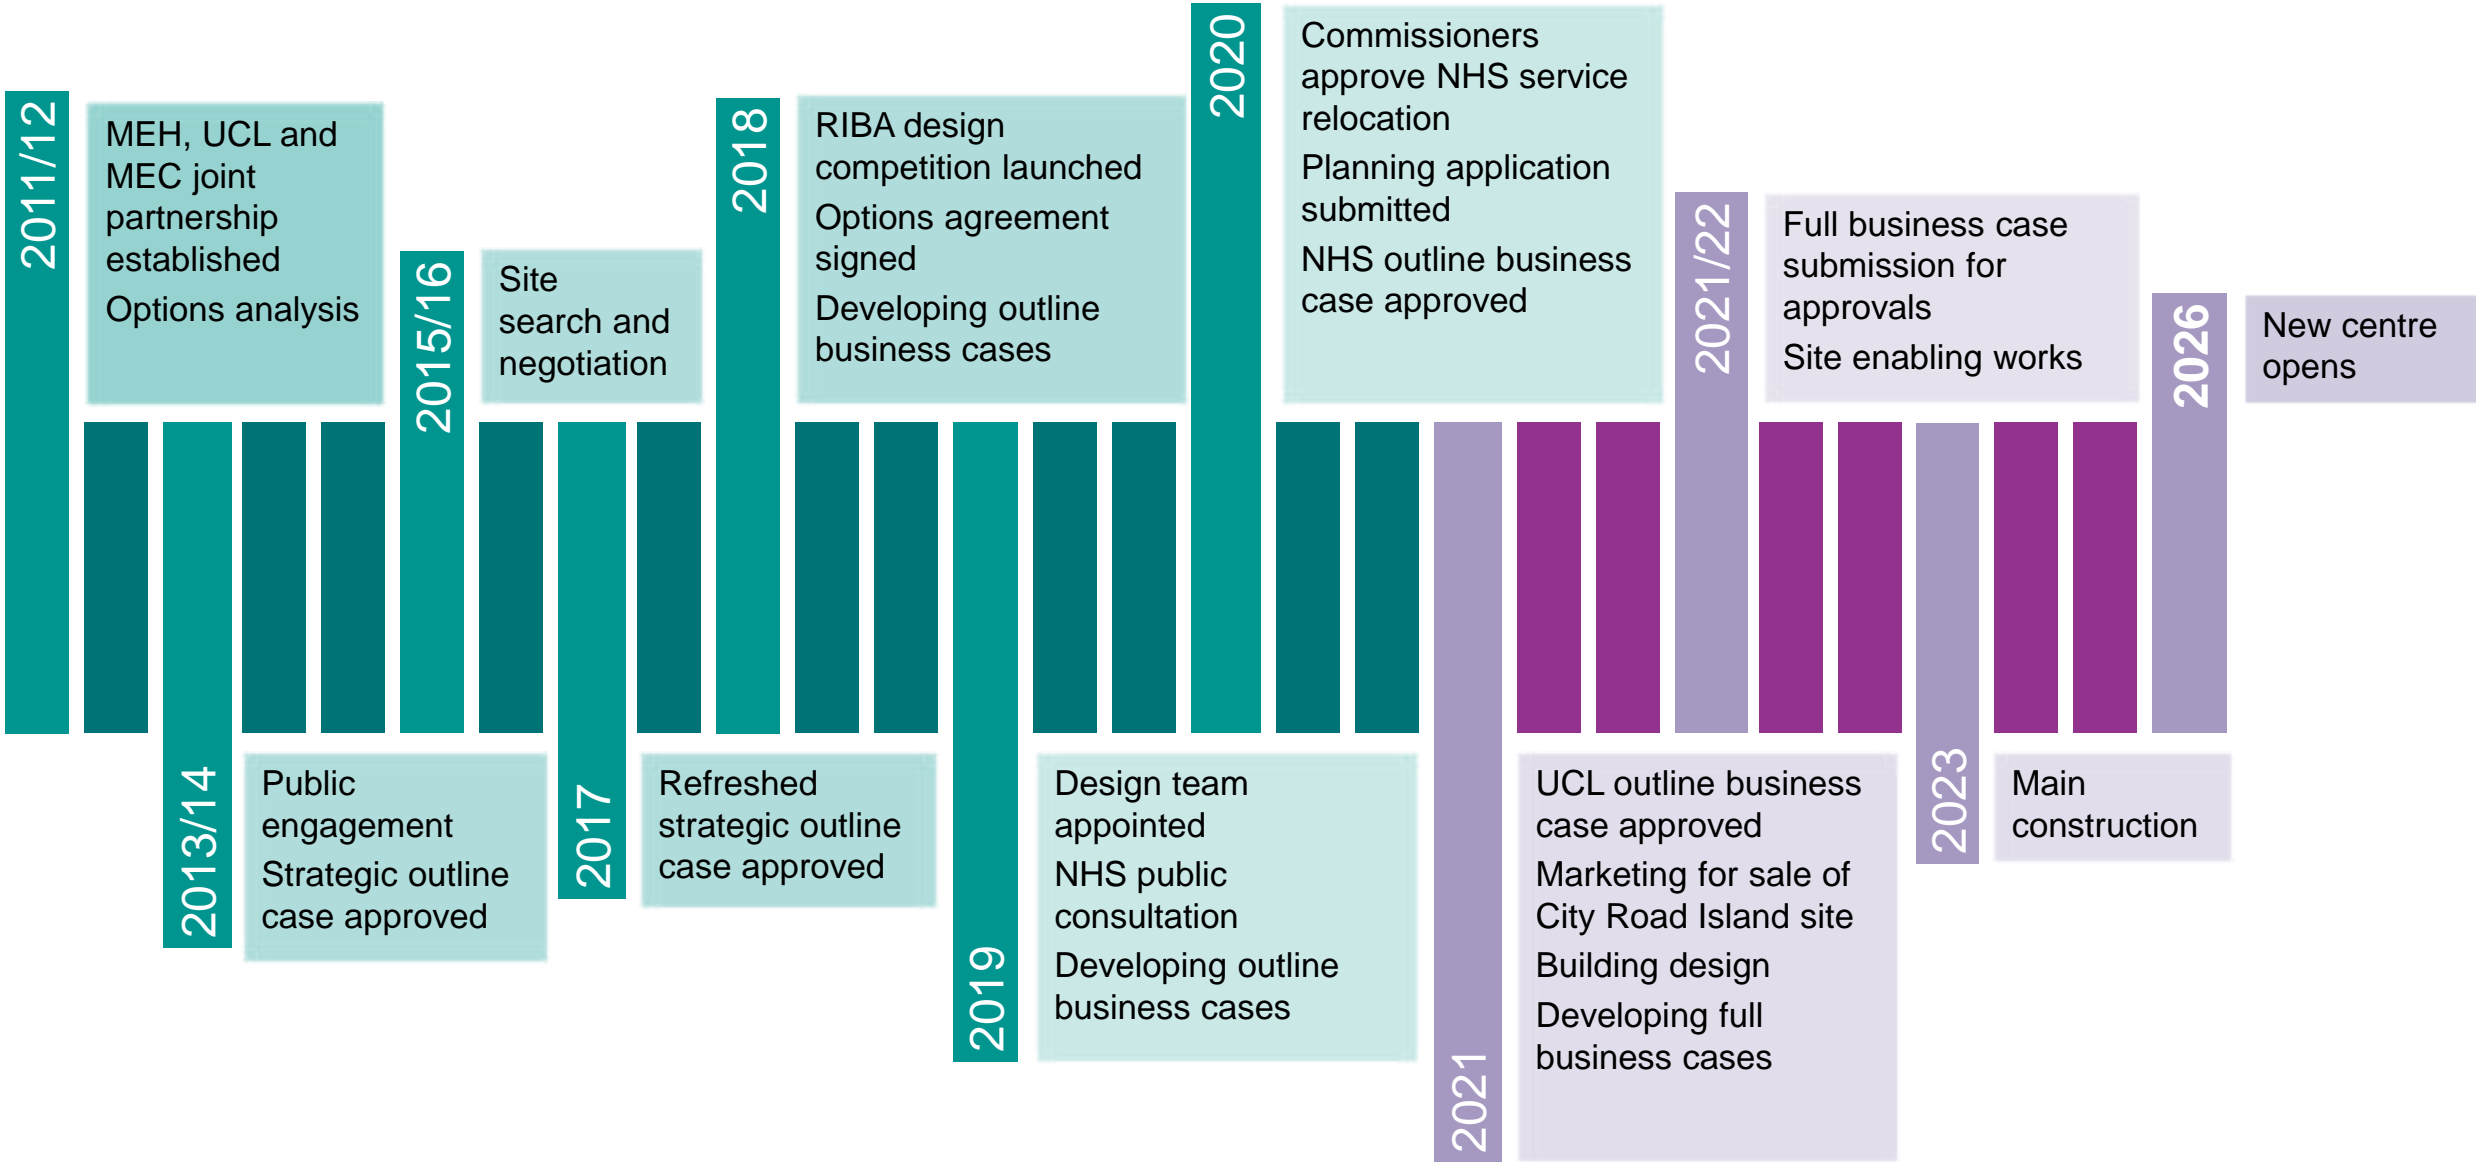 2011/12
MEH, UCL and
MEC joint
partnership
established
Options analysis
2013/14
Public
engagement
Strategic outline
case approved
2015/16
Site
search and
negotiation
2017
Refreshed
strategic outline
case approved
2018
RIBA design
competition launched
Options agreement
signed
Developing outline
business cases
2019
Design team
appointed
NHS public
consultation
Developing outline
business cases
2020
Commissioners
approve NHS service
relocation
Planning application
submitted
NHS outline business
case approved
2021
UCL outline business
case approved
Marketing for sale of
City Road Island site
Building design
Developing full
business cases
2021/22
Full business case
submission for
approvals
Site enabling works
2023
Main
construction
2026
New centre
opens